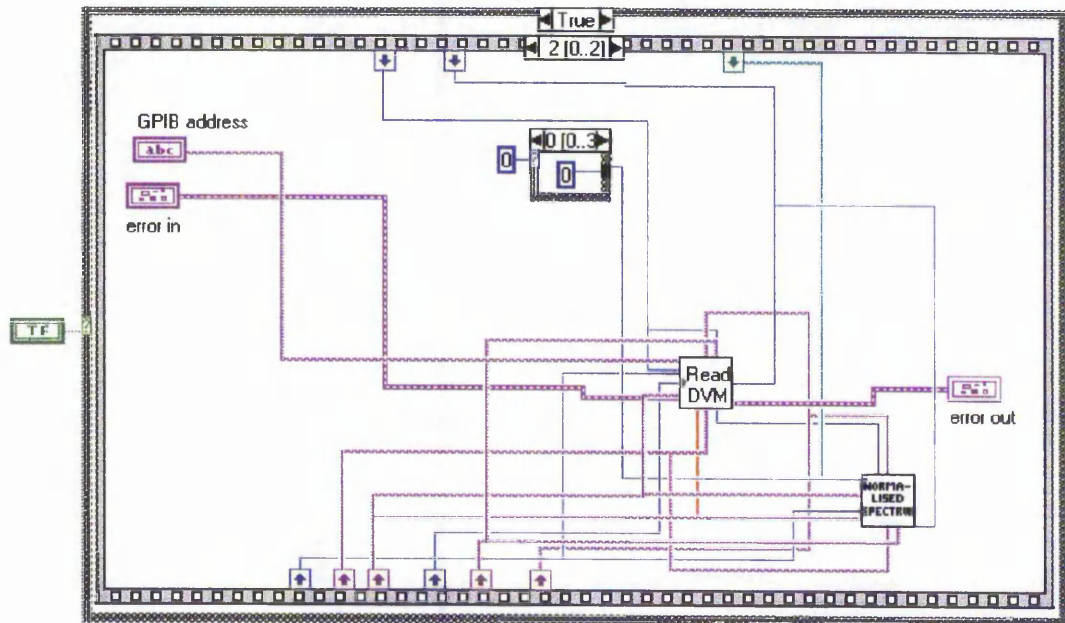 True
2 [0..2]
GPIB address
abc
0 [0..3
0
0
error in
TF
Read
DVM
error out
NORMA-
LISED
SPECTRUM